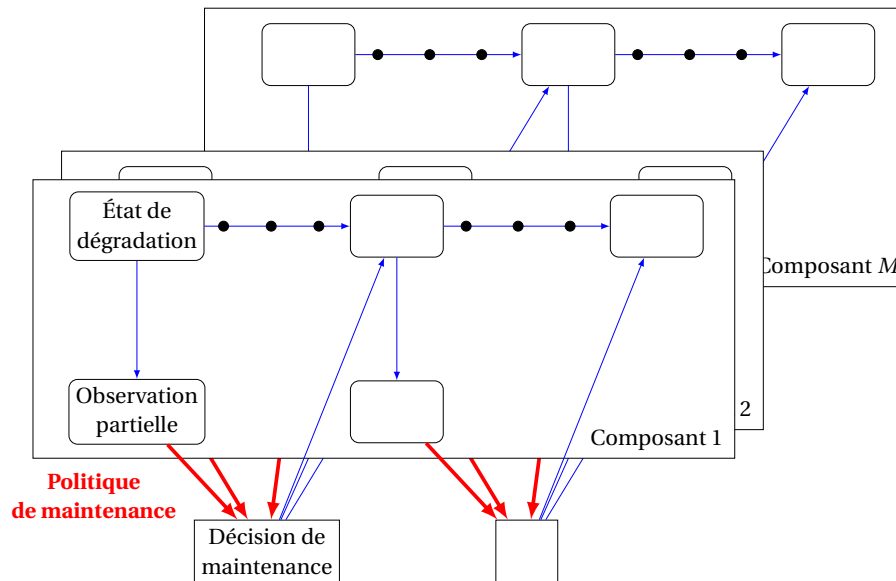 État de
dégradation
Composant M
Observation
partielle
2
Composant 1
Politique
de maintenance
Décision de
maintenance